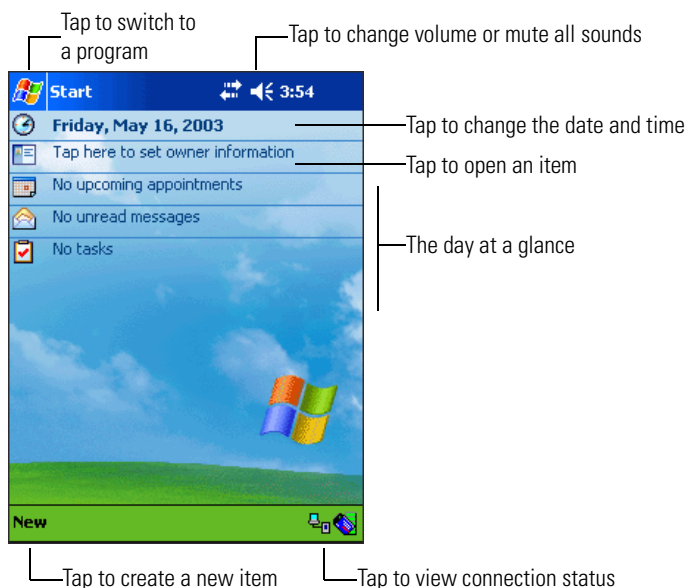 Tap to switch to
a program
Tap to change volume or mute all sounds
Start 3:54
Friday, May 16, 2003
Tap to change the date and time
Tap here to set owner information
Tap to open an item
No upcoming appointments
No unread messages
The day at a glance
No tasks
New
Tap to create a new item
Tap to view connection status